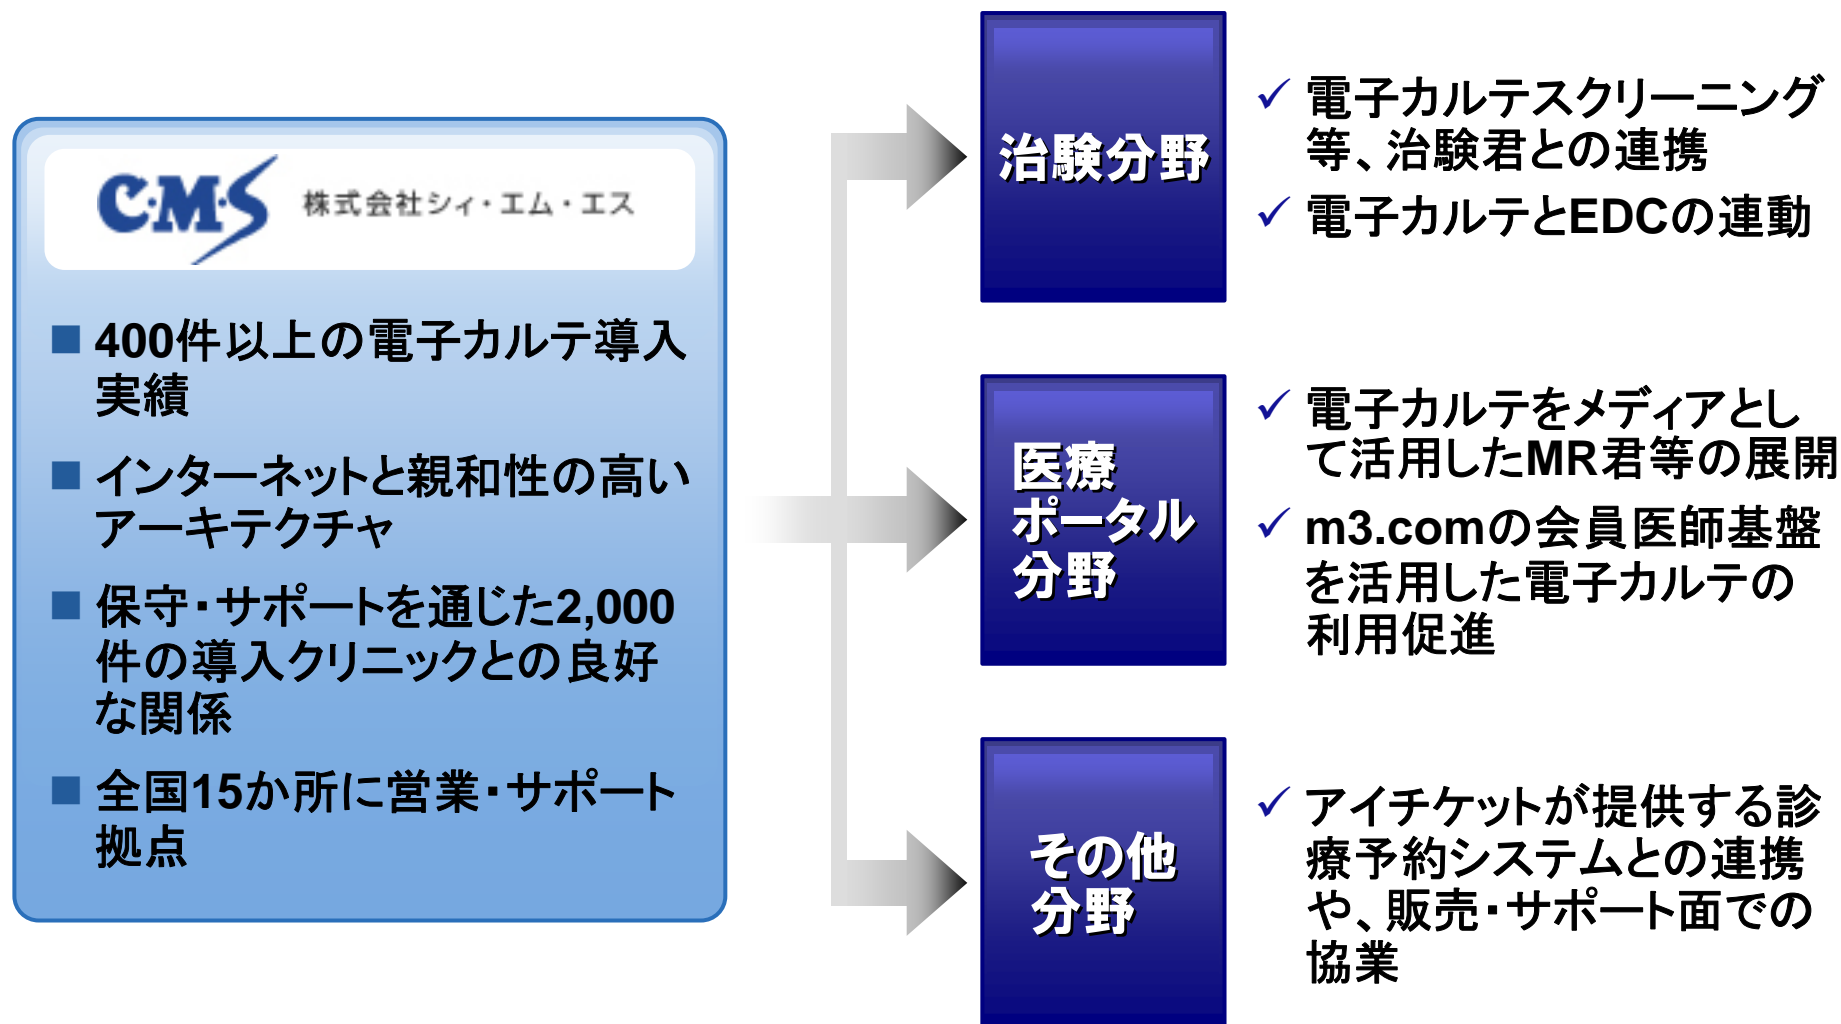 C・M・S 株式会社シィ・エム・エス
400件以上の電子カルテ導入
実績
インターネットと親和性の高い
アーキテクチャ
保守・サポートを通じた2,000
件の導入クリニックとの良好
な関係
全国15か所に営業・サポート
拠点
治験分野
電子カルテスクリーニング
等、治験君との連携
電子カルテとEDCの連動
医療
ポータル
分野
電子カルテをメディアとし
て活用したMR君等の展開
m3.comの会員医師基盤
を活用した電子カルテの
利用促進
その他
分野
アイチケットが提供する診
療予約システムとの連携
や、販売・サポート面での
協業